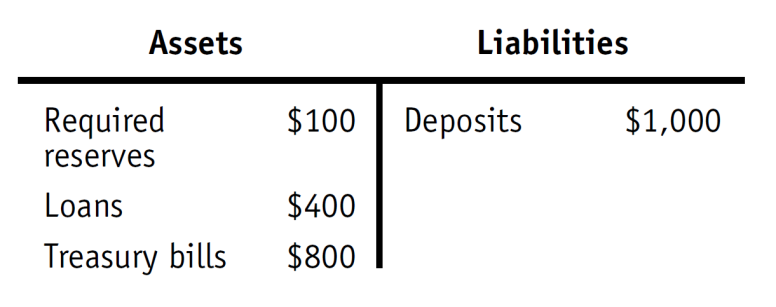 Assets Liabilities
Required $100 Deposits $1,000
reserves
Loans $400
Treasury bills $800